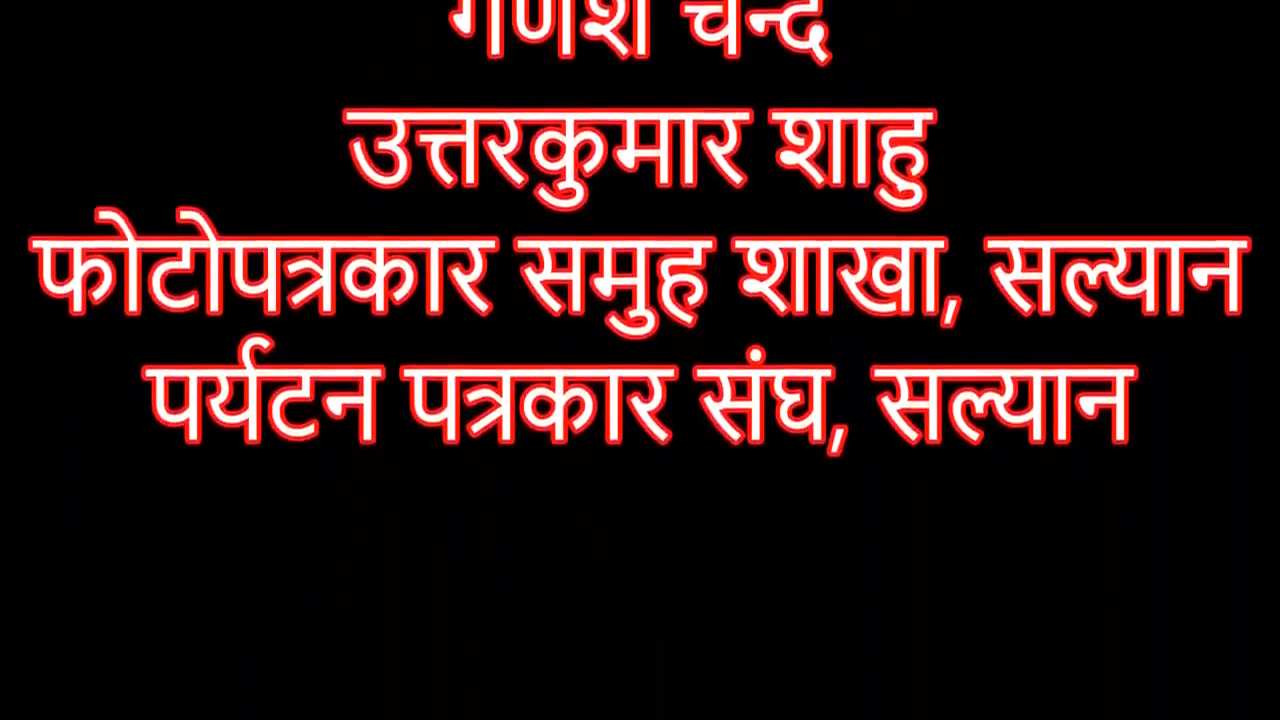 गणेश चन्द
उत्तरकुमार शाहु
फोटोपत्रकार समुह शाखा, सल्यान
पर्यटन पत्रकार संघ, सल्यान